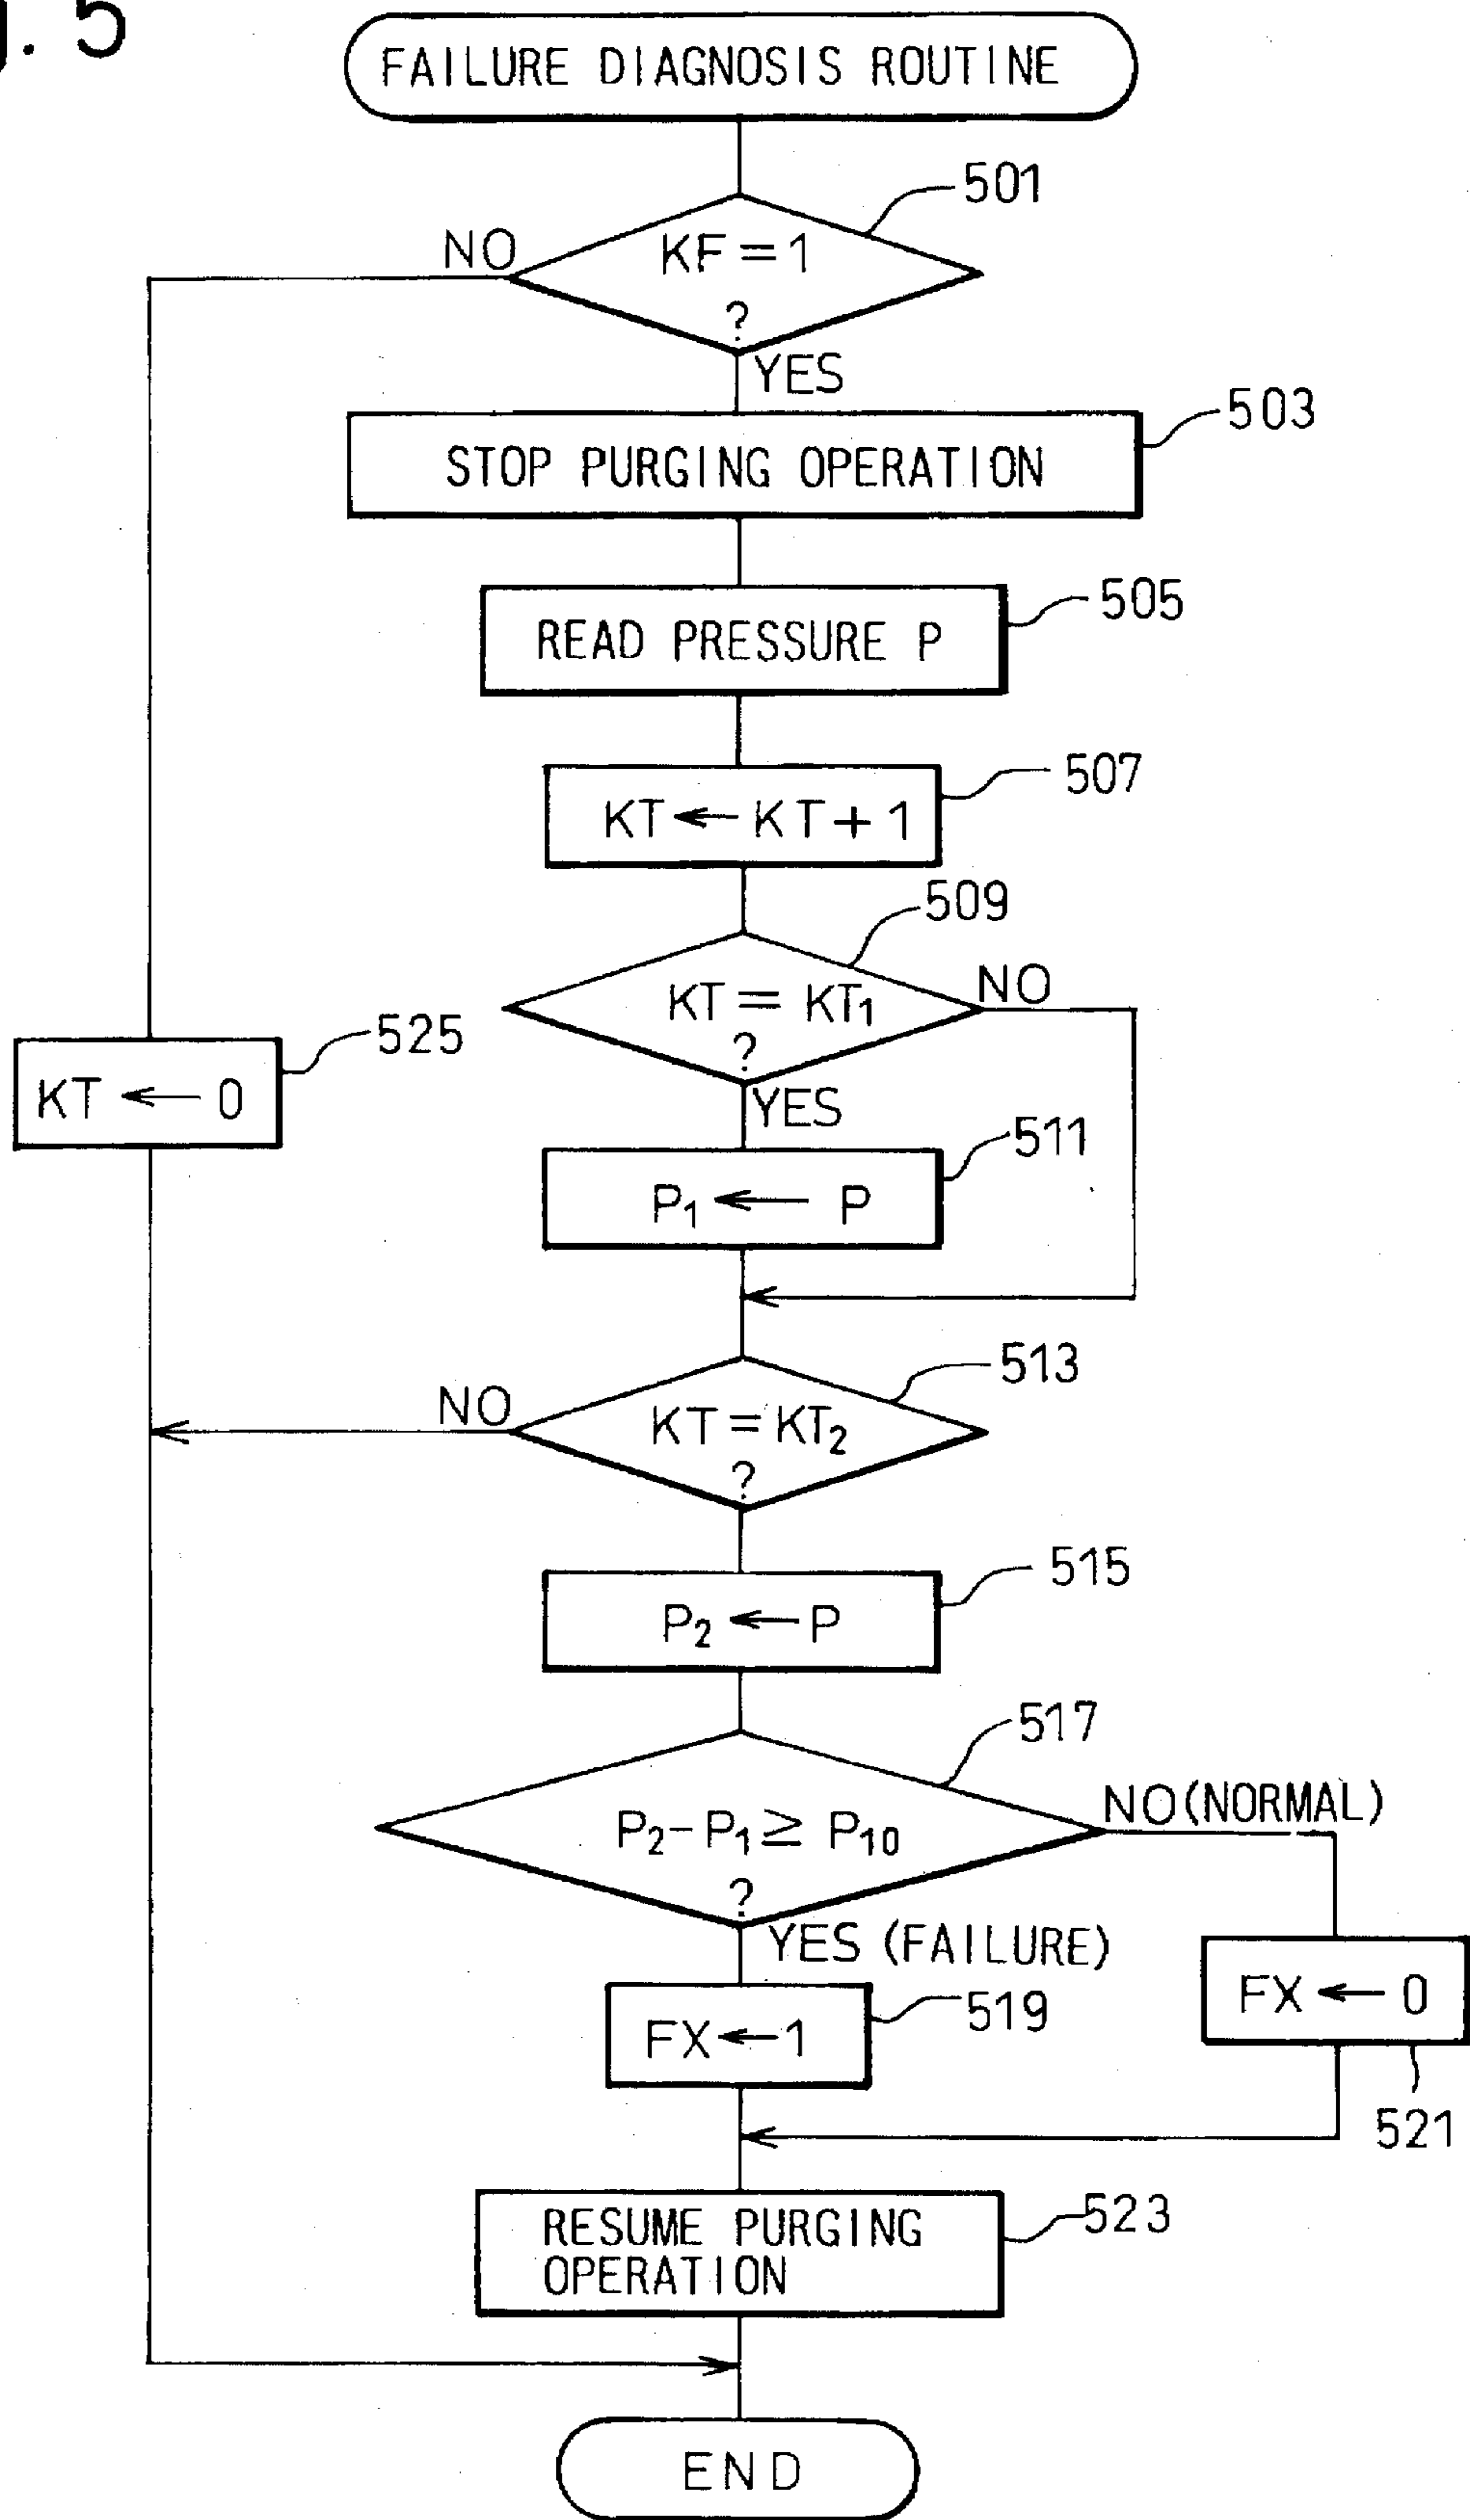 . 5
FAILURE DIAGNOSIS ROUTINE
501
NO
KF=1
?
YES
503
STOP PURGING OPERATION
505
READ PRESSURE P
507
KT←KT+1
509
KT = KT₁
?
NO
YES
525
KT ← 0
511
P₁ ← P
513
NO
KT=KT₂
?
515
P₂ ← P
517
P₂-P₁≥ P₁₀
?
NO(NORMAL)
YES (FAILURE)
FX←1
519
FX←0
521
RESUME PURGING
OPERATION
523
END